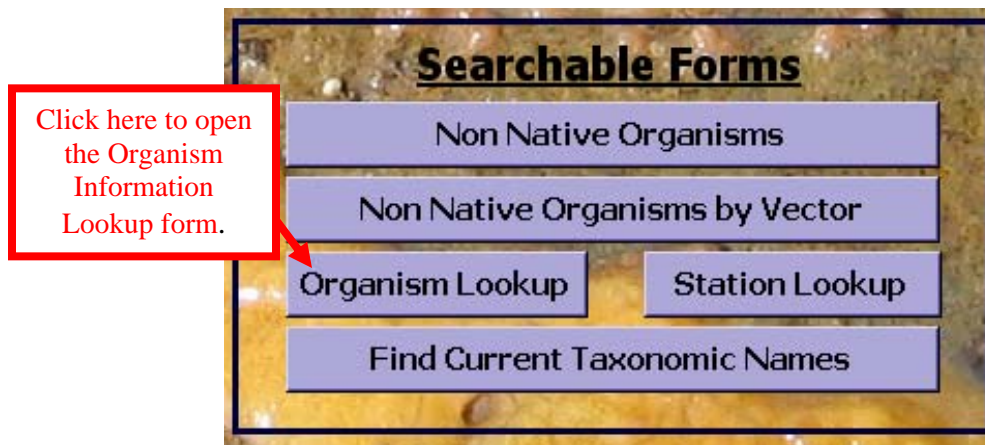 Searchable Forms
Click here to open
the Organism
Information
Lookup form.
Non Native Organisms
Non Native Organisms by Vector
Organism Lookup
Station Lookup
Find Current Taxonomic Names